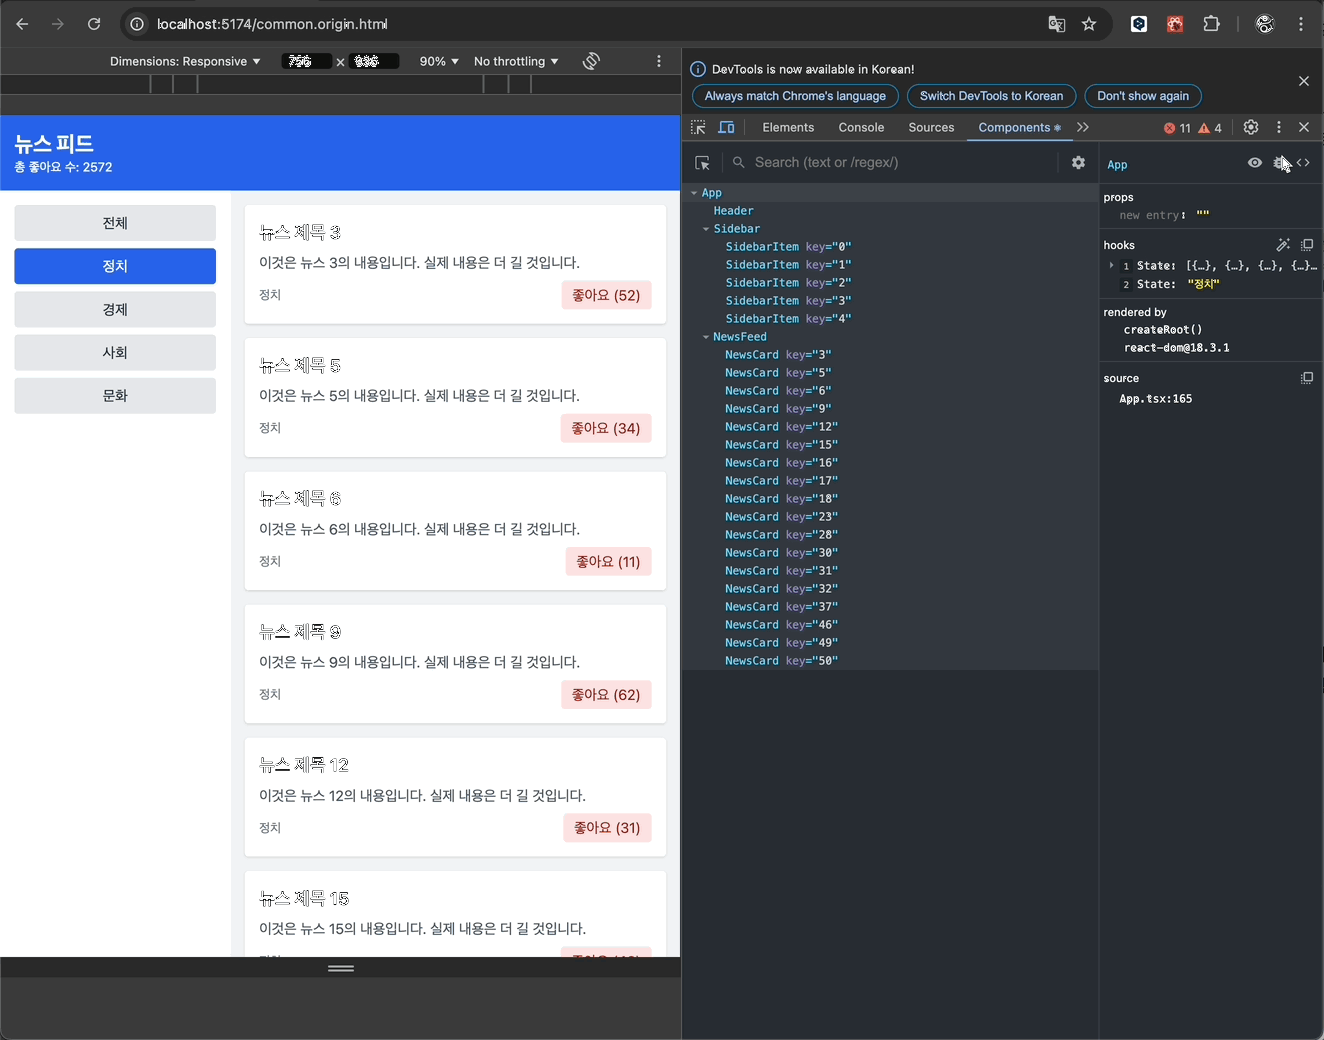 localhost:5174/common.origin.html
Dimensions: Responsive ▼
x
90% ▼
No throttling ▼
DevTools is now available in Korean!
Always match Chrome's language
Switch DevTools to Korean
Don't show again
Elements
Console
Sources
Components
11
4
뉴스 피드
총 좋아요 수: 2572
전체
정치
경제
사회
문화
뉴스 제목 3
이것은 뉴스 3의 내용입니다. 실제 내용은 더 길 것입니다.
정치
좋아요 (52)
뉴스 제목 5
이것은 뉴스 5의 내용입니다. 실제 내용은 더 길 것입니다.
정치
좋아요 (34)
뉴스 제목 6
이것은 뉴스 6의 내용입니다. 실제 내용은 더 길 것입니다.
정치
좋아요 (11)
뉴스 제목 9
이것은 뉴스 9의 내용입니다. 실제 내용은 더 길 것입니다.
정치
좋아요 (62)
뉴스 제목 12
이것은 뉴스 12의 내용입니다. 실제 내용은 더 길 것입니다.
정치
좋아요 (31)
뉴스 제목 15
이것은 뉴스 15의 내용입니다. 실제 내용은 더 길 것입니다.
Search (text or /regex/)
App
Header
Sidebar
SidebarItem key="0"
SidebarItem key="1"
SidebarItem key="2"
SidebarItem key="3"
SidebarItem key="4"
NewsFeed
NewsCard key="3"
NewsCard key="5"
NewsCard key="6"
NewsCard key="9"
NewsCard key="12"
NewsCard key="15"
NewsCard key="16"
NewsCard key="17"
NewsCard key="18"
NewsCard key="23"
NewsCard key="28"
NewsCard key="30"
NewsCard key="31"
NewsCard key="32"
NewsCard key="37"
NewsCard key="46"
NewsCard key="49"
NewsCard key="50"
App
props
new entry: ""
hooks
1 State: [{…}, {…}, {…}, {…}…
2 State: "정치"
rendered by
createRoot()
react-dom@18.3.1
source
App.tsx:165